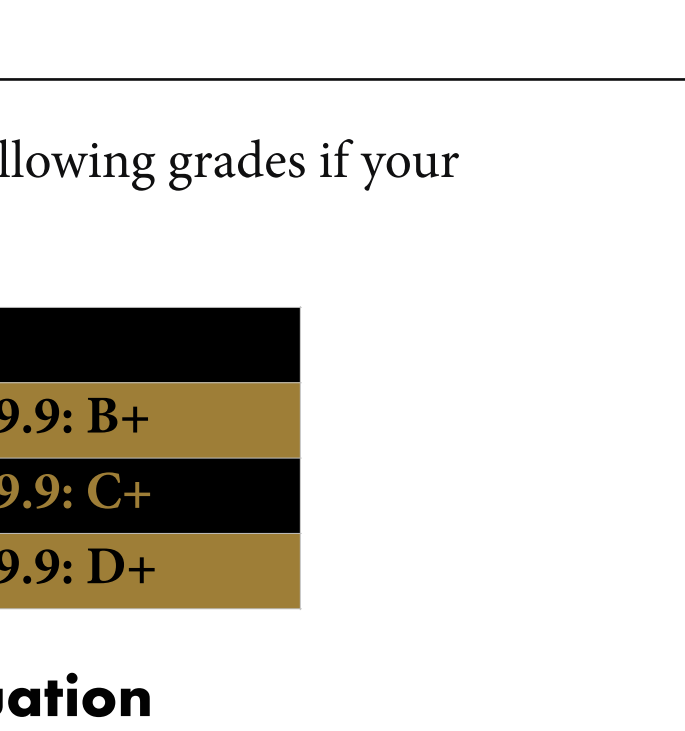 llowing grades if your
9.9: B+
9.9: C+
9.9: D+
uation